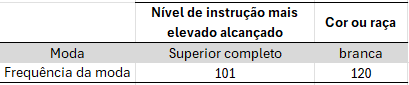 Nível de instrução mais elevado alcançado	Cor ou raça
Moda	Superior completo	branca
Frequência da moda	101	120